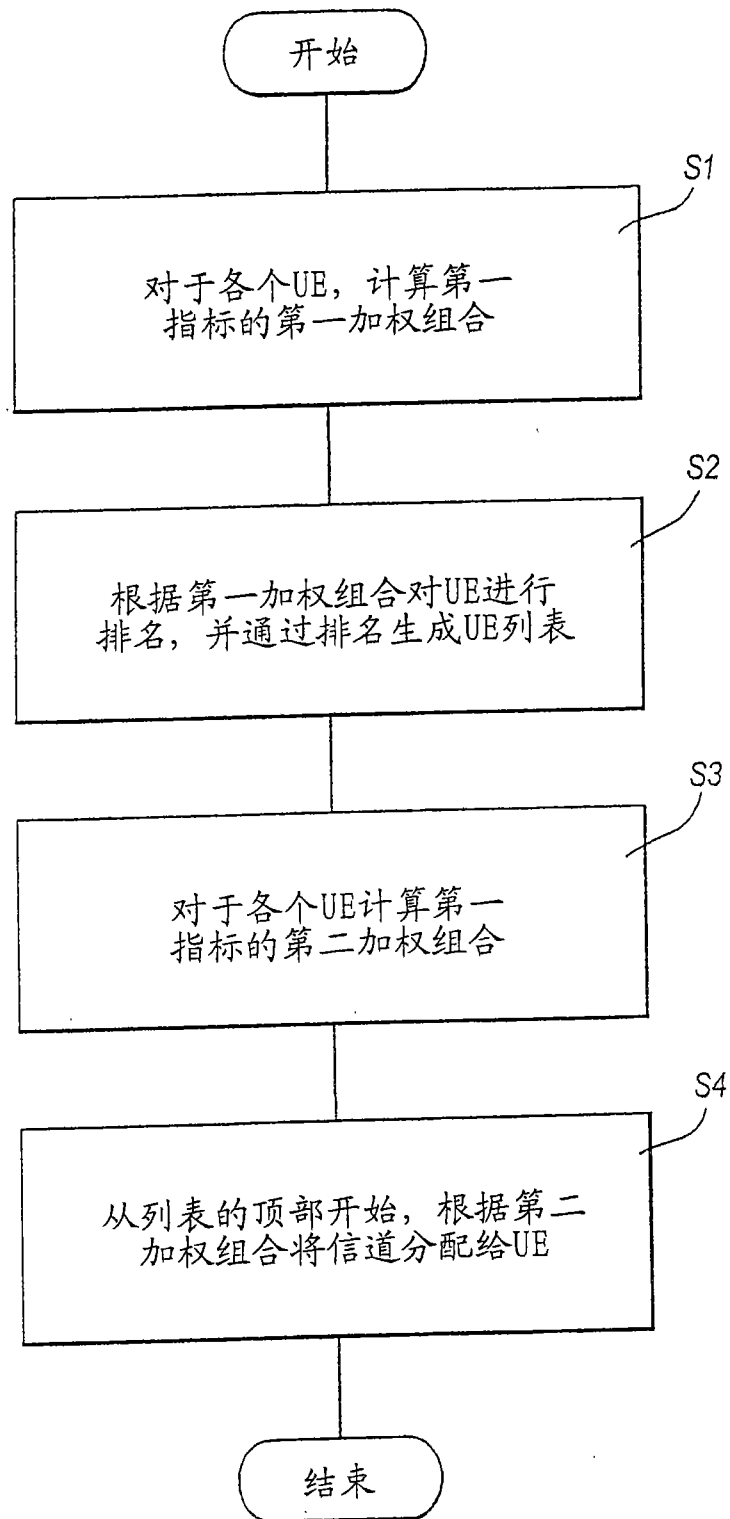 开始
S1
对于各个UE，计算第一
指标的第一加权组合
S2
根据第一加权组合对UE进行
排名，并通过排名生成UE列表
S3
对于各个UE计算第一
指标的第二加权组合
S4
从列表的顶部开始，根据第二
加权组合将信道分配给UE
结束